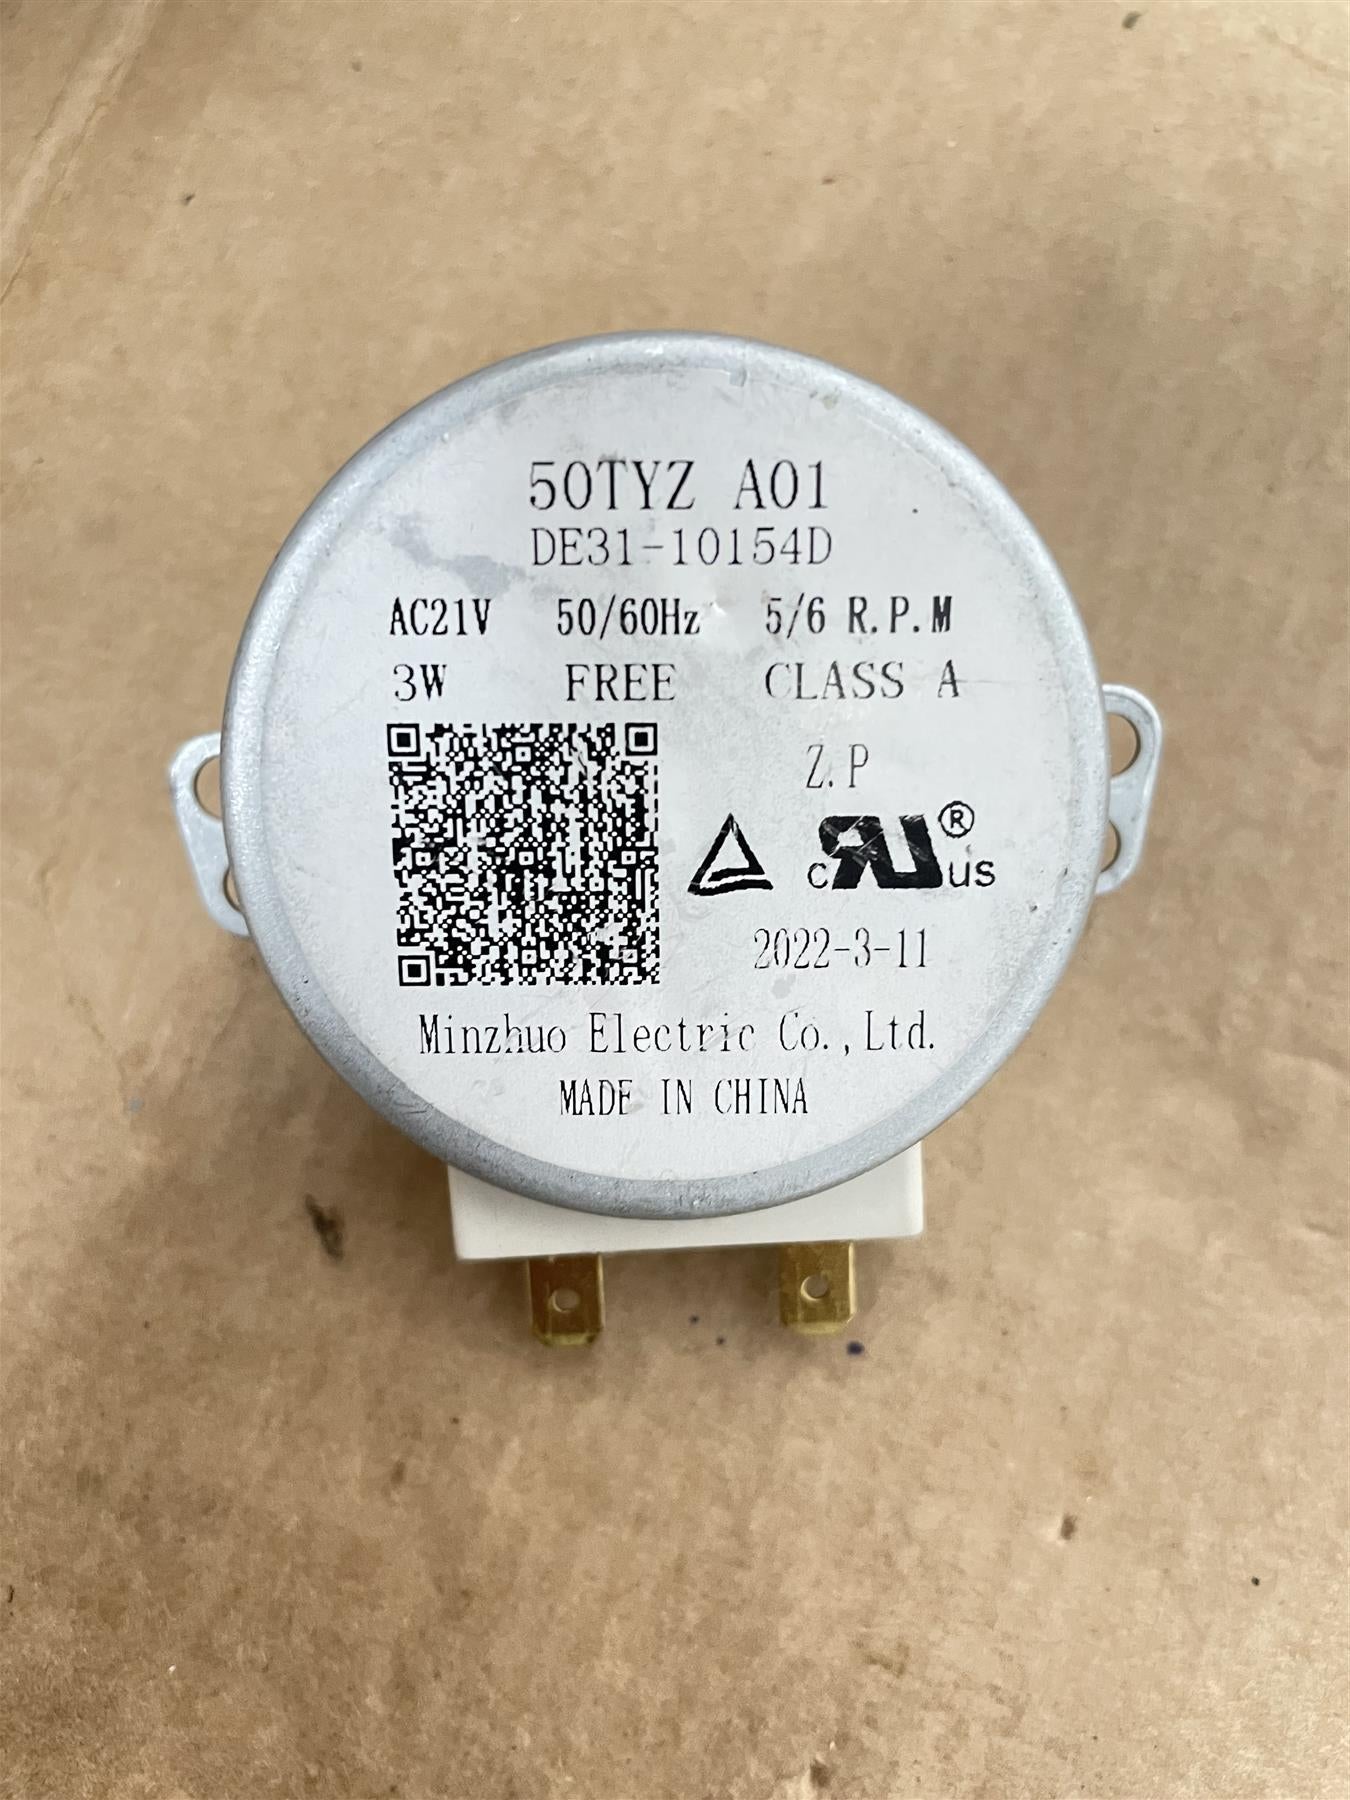 50TYZ A01
DE31-10154D
AC21V 50/60Hz 5/6 R.P.M
3W FREE CLASS A
Z.P
c RU ® US
2022-3-11
Minzhuo Electric Co.,Ltd.
MADE IN CHINA